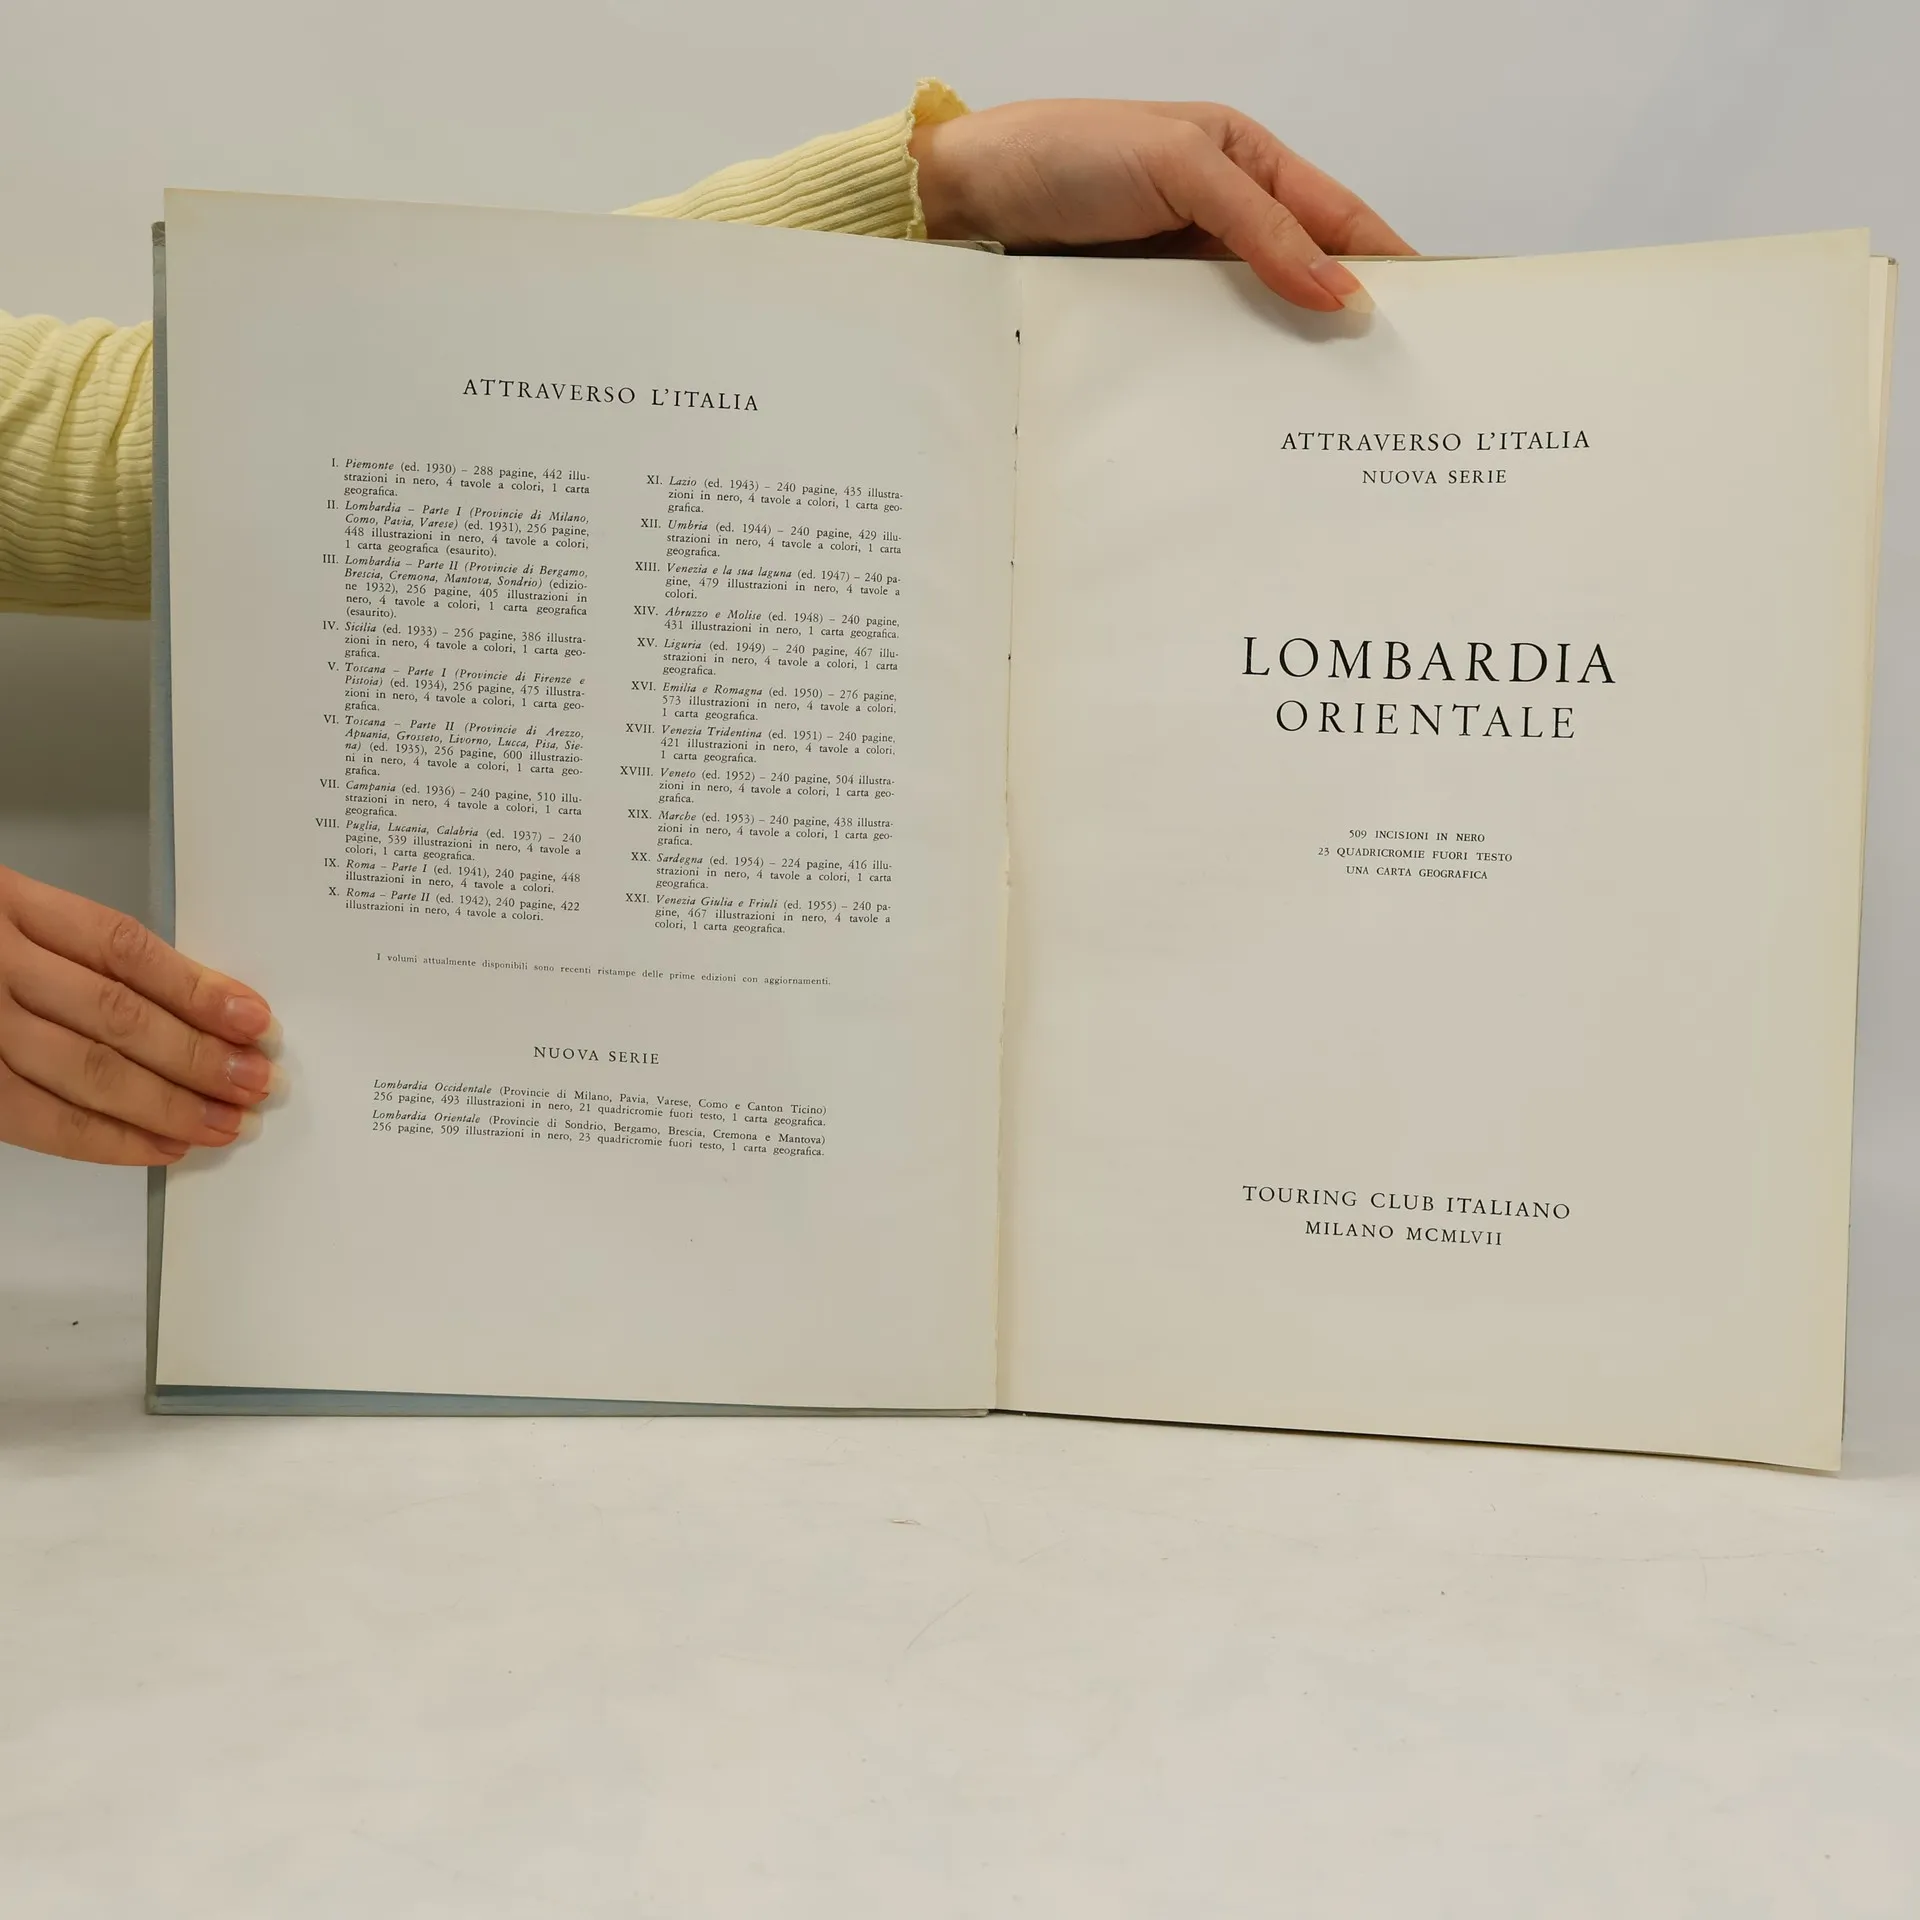 ATTRAVERSO L'ITALIA
I. Piemonte (ed. 1930) – 288 pagine, 442 illu-
strazioni in nero, 4 tavole a colori, 1 carta
geografica.
II. Lombardia – Parte I (Provincie di Milano,
Como, Pavia, Varese) (ed. 1931), 256 pagine,
448 illustrazioni in nero, 4 tavole a colori,
1 carta geografica (esaurito).
III. Lombardia – Parte II (Provincie di Bergamo,
Brescia, Cremona, Mantova, Sondrio) (edizio-
ne 1932), 256 pagine, 405 illustrazioni in
nero, 4 tavole a colori, 1 carta geografica
(esaurito).
IV. Sicilia (ed. 1933) – 256 pagine, 386 illustra-
zioni in nero, 4 tavole a colori, 1 carta geo-
grafica.
V. Toscana – Parte I (Provincie di Firenze e
Pistoia) (ed. 1934), 256 pagine, 475 illustra-
zioni in nero, 4 tavole a colori, 1 carta geo-
grafica.
VI. Toscana – Parte II (Provincie di Arezzo,
Apuania, Grosseto, Livorno, Lucca, Pisa, Sie-
na) (ed. 1935), 256 pagine, 600 illustrazio-
ni in nero, 4 tavole a colori, 1 carta geo-
grafica.
VII. Campania (ed. 1936) – 240 pagine, 510 illu-
strazioni in nero, 4 tavole a colori, 1 carta
geografica.
VIII. Puglia, Lucania, Calabria (ed. 1937) – 240
pagine, 539 illustrazioni in nero, 4 tavole a
colori, 1 carta geografica.
IX. Roma – Parte I (ed. 1941), 240 pagine, 448
illustrazioni in nero, 4 tavole a colori.
X. Roma – Parte II (ed. 1942), 240 pagine, 422
illustrazioni in nero, 4 tavole a colori.
XI. Lazio (ed. 1943) – 240 pagine, 435 illustra-
zioni in nero, 4 tavole a colori, 1 carta geo-
grafica.
XII. Umbria (ed. 1944) – 240 pagine, 429 illu-
strazioni in nero, 4 tavole a colori, 1 carta
geografica.
XIII. Venezia e la sua laguna (ed. 1947) – 240 pa-
gine, 479 illustrazioni in nero, 4 tavole a
colori.
XIV. Abruzzo e Molise (ed. 1948) – 240 pagine,
431 illustrazioni in nero, 1 carta geografica.
XV. Liguria (ed. 1949) – 240 pagine, 467 illu-
strazioni in nero, 4 tavole a colori, 1 carta
geografica.
XVI. Emilia e Romagna (ed. 1950) – 276 pagine,
573 illustrazioni in nero, 4 tavole a colori,
1 carta geografica.
XVII. Venezia Tridentina (ed. 1951) – 240 pagine,
421 illustrazioni in nero, 4 tavole a colori,
1 carta geografica.
XVIII. Veneto (ed. 1952) – 240 pagine, 504 illustra-
zioni in nero, 4 tavole a colori, 1 carta geo-
grafica.
XIX. Marche (ed. 1953) – 240 pagine, 438 illustra-
zioni in nero, 4 tavole a colori, 1 carta geo-
grafica.
XX. Sardegna (ed. 1954) – 224 pagine, 416 illu-
strazioni in nero, 4 tavole a colori, 1 carta
geografica.
XXI. Venezia Giulia e Friuli (ed. 1955) – 240 pa-
gine, 467 illustrazioni in nero, 4 tavole a
colori, 1 carta geografica.
I volumi attualmente disponibili sono recenti ristampe delle prime edizioni con aggiornamenti.
NUOVA SERIE
Lombardia Occidentale (Provincie di Milano, Pavia, Varese, Como e Canton Ticino)
256 pagine, 493 illustrazioni in nero, 21 quadricromie fuori testo, 1 carta geografica.
Lombardia Orientale (Provincie di Sondrio, Bergamo, Brescia, Cremona e Mantova)
256 pagine, 509 illustrazioni in nero, 23 quadricromie fuori testo, 1 carta geografica.
ATTRAVERSO L'ITALIA
NUOVA SERIE
LOMBARDIA
ORIENTALE
509 INCISIONI IN NERO
23 QUADRICROMIE FUORI TESTO
UNA CARTA GEOGRAFICA
TOURING CLUB ITALIANO
MILANO MCMLVII